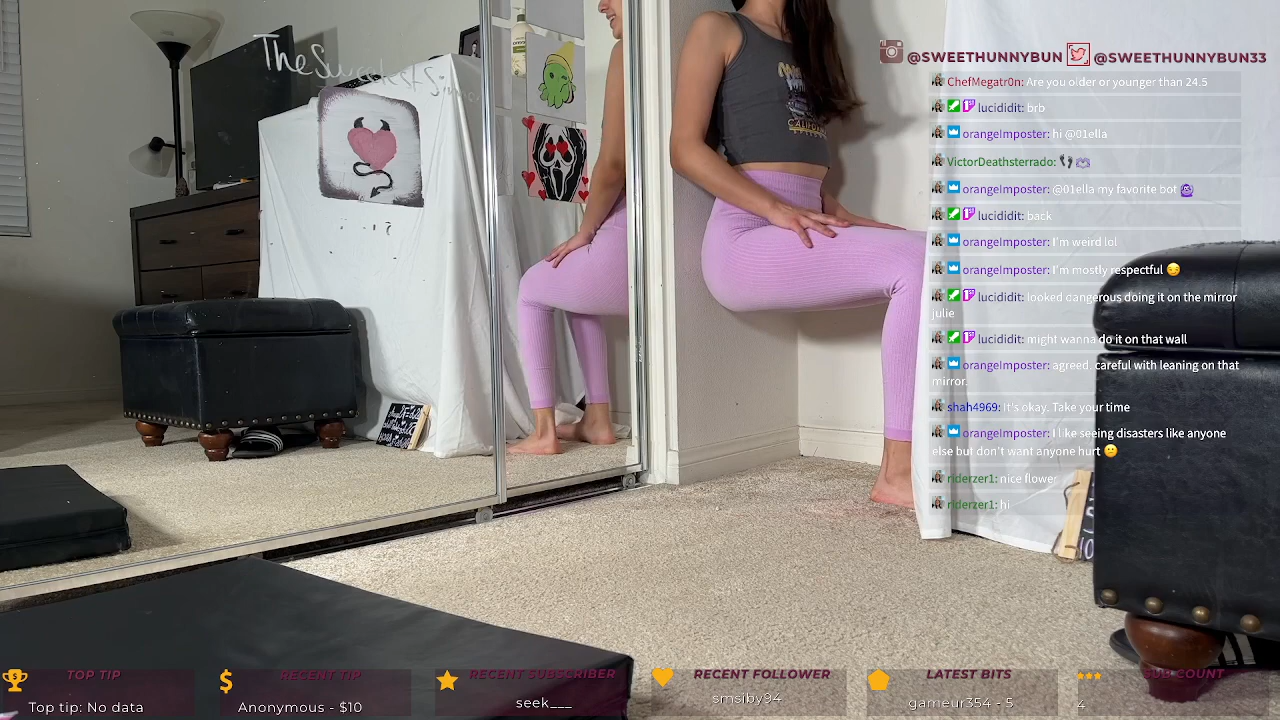 The Sweetest
@SWEETHUNNYBUN @SWEETHUNNYBUN33
CALIFORNIA
ChefMegatr0n: Are you older or younger than 24.5
lucididit: brb
orangeImposter: hi @01ella
VictorDeathsterrado:
orangeImposter: @01ella my favorite bot
lucididit: back
orangeImposter: I'm weird lol
orangeImposter: I'm mostly respectful
lucididit: looked dangerous doing it on the mirror
julie
lucididit: might wanna do it on that wall
orangeImposter: agreed. careful with leaning on that
mirror.
shah4969: It's okay. Take your time
orangeImposter: I like seeing disasters like anyone
else but don't want anyone hurt
riderzer1: nice flower
riderzer1: hi
TOP TIP
Top tip: No data
RECENT TIP
Anonymous - $10
RECENT SUBSCRIBER
seek___
RECENT FOLLOWER
smsiby94
LATEST BITS
gameur354 - 5
SUB COUNT
4